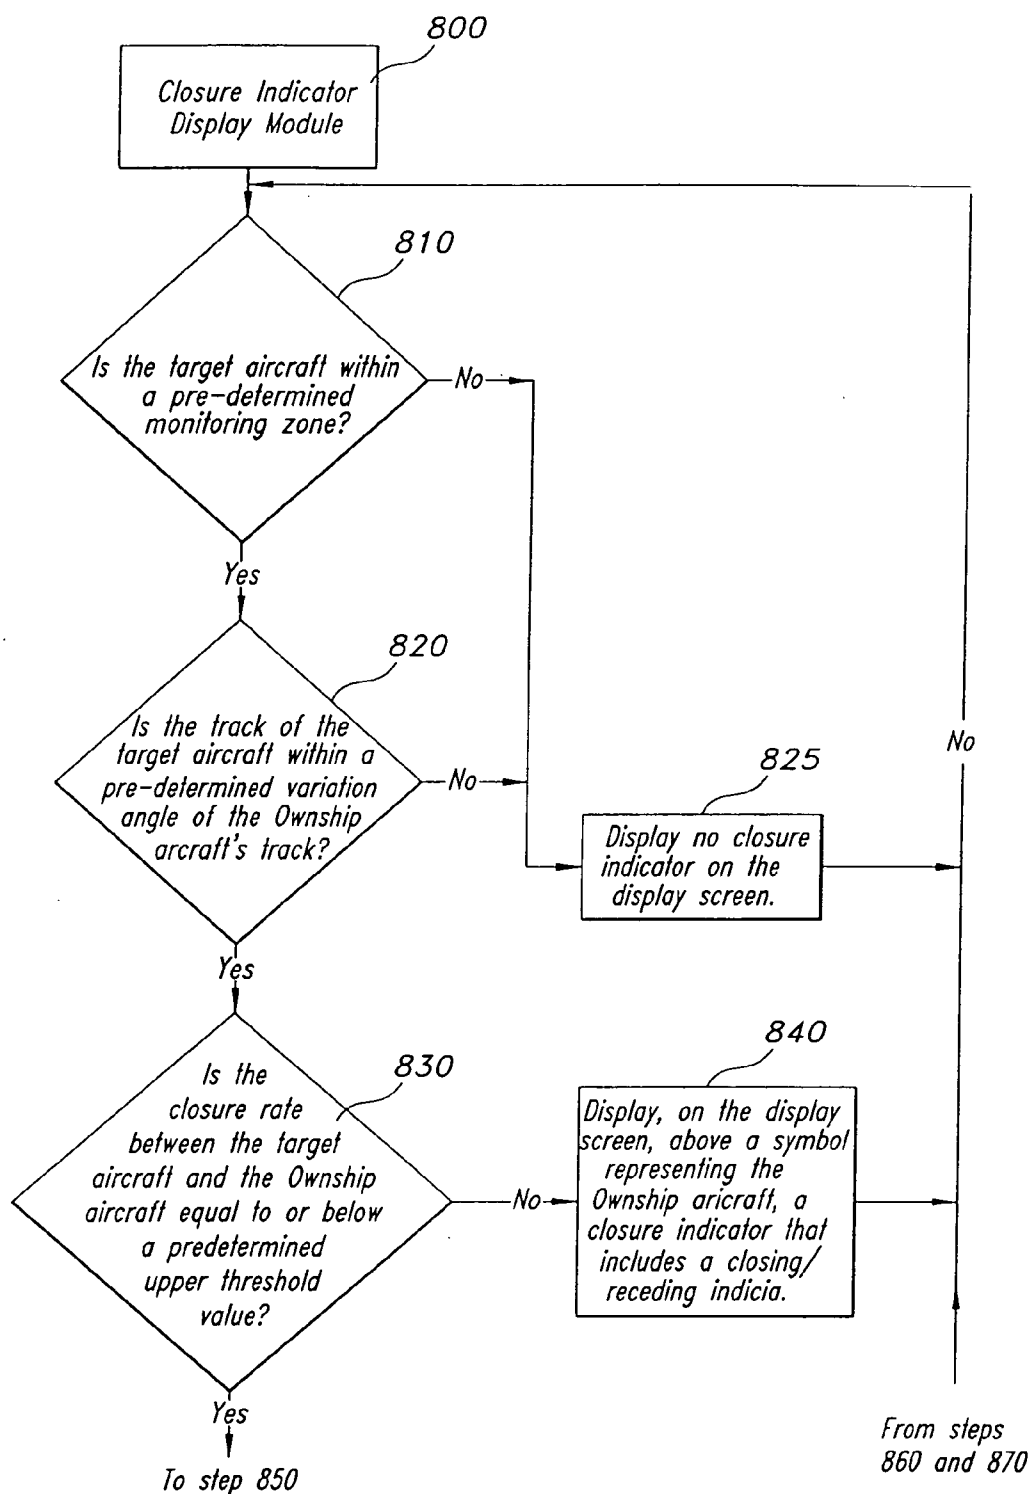 800
Closure Indicator
Display Module
810
Is the target aircraft within
a pre-determined
monitoring zone?
No
Yes
820
Is the track of the
target aircraft within a
pre-determined variation
angle of the Ownship
arcraft's track?
No
No
825
Display no closure
indicator on the
display screen.
Yes
830
Is the
closure rate
between the target
aircraft and the Ownship
aircraft equal to or below
a predetermined
upper threshold
value?
No
840
Display, on the display
screen, above a symbol
representing the
Ownship aricraft, a
closure indicator that
includes a closing/
receding indicia.
Yes
To step 850
From steps
860 and 870